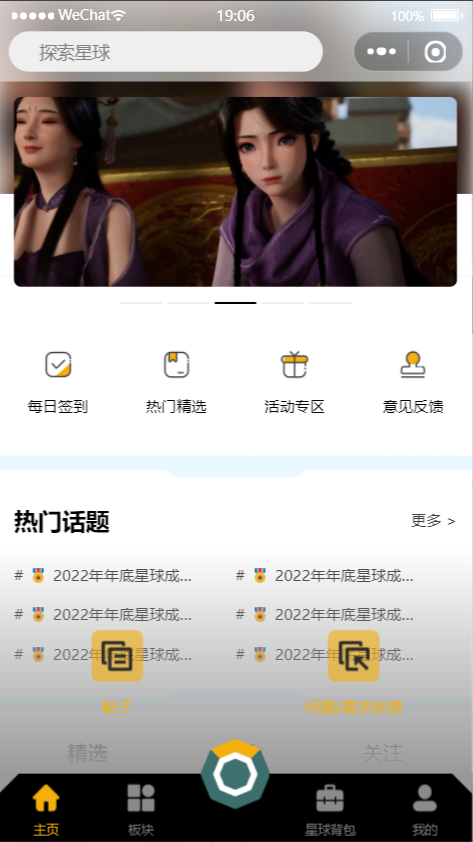 WeChat 19:06 100%
探索星球
每日签到 热门精选 活动专区 意见反馈
热门话题 更多 >
# 2022年年底星球成... # 2022年年底星球成...
# 2022年年底星球成... # 2022年年底星球成...
# 2022年年底星球成... # 2022年年底星球成...
帖子 问题/需求反馈
精选 关注
主页 板块 星球背包 我的